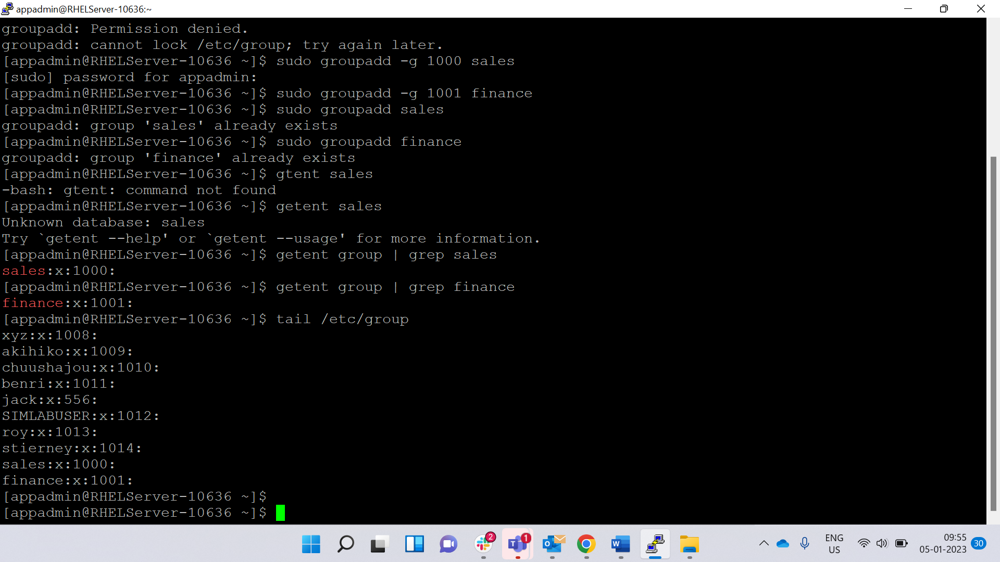 appadmin@RHELServer-10636:~
groupadd: Permission denied.
groupadd: cannot lock /etc/group; try again later.
[appadmin@RHELServer-10636 ~]$ sudo groupadd -g 1000 sales
[sudo] password for appadmin:
[appadmin@RHELServer-10636 ~]$ sudo groupadd -g 1001 finance
[appadmin@RHELServer-10636 ~]$ sudo groupadd sales
groupadd: group 'sales' already exists
[appadmin@RHELServer-10636 ~]$ sudo groupadd finance
groupadd: group 'finance' already exists
[appadmin@RHELServer-10636 ~]$ gtent sales
-bash: gtent: command not found
[appadmin@RHELServer-10636 ~]$ getent sales
Unknown database: sales
Try `getent --help' or `getent --usage' for more information.
[appadmin@RHELServer-10636 ~]$ getent group | grep sales
sales:x:1000:
[appadmin@RHELServer-10636 ~]$ getent group | grep finance
finance:x:1001:
[appadmin@RHELServer-10636 ~]$ tail /etc/group
xyz:x:1008:
akihiko:x:1009:
chuushajou:x:1010:
benri:x:1011:
jack:x:556:
SIMLABUSER:x:1012:
roy:x:1013:
stierney:x:1014:
sales:x:1000:
finance:x:1001:
[appadmin@RHELServer-10636 ~]$
[appadmin@RHELServer-10636 ~]$
2
1
T
O
W
ENG
US
09:55
05-01-2023
30